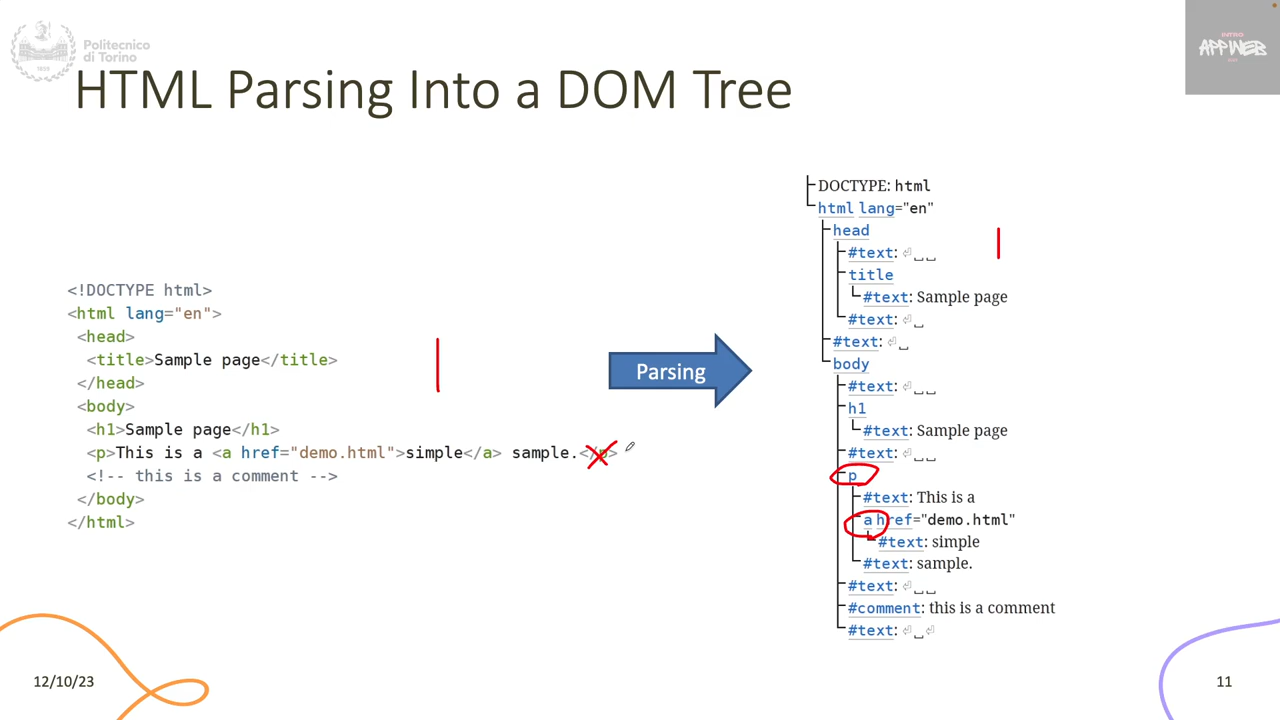 Politecnico
di Torino
1859
INTRO
APPWEB
HTML Parsing Into a DOM Tree
<!DOCTYPE html>
<html lang="en">
<head>
<title>Sample page</title>
</head>
<body>
<h1>Sample page</h1>
<p>This is a <a href="demo.html">simple</a> sample.</p>
<!-- this is a comment -->
</body>
</html>
Parsing
DOCTYPE: html
html lang="en"
head
#text: ⏎␣␣
title
#text: Sample page
#text: ⏎␣
#text: ⏎␣
body
#text: ⏎␣␣
h1
#text: Sample page
#text: ⏎␣␣
p
#text: This is a
a href="demo.html"
#text: simple
#text: sample.
#text: ⏎␣␣
#comment: this is a comment
#text: ⏎␣⏎
12/10/23
11